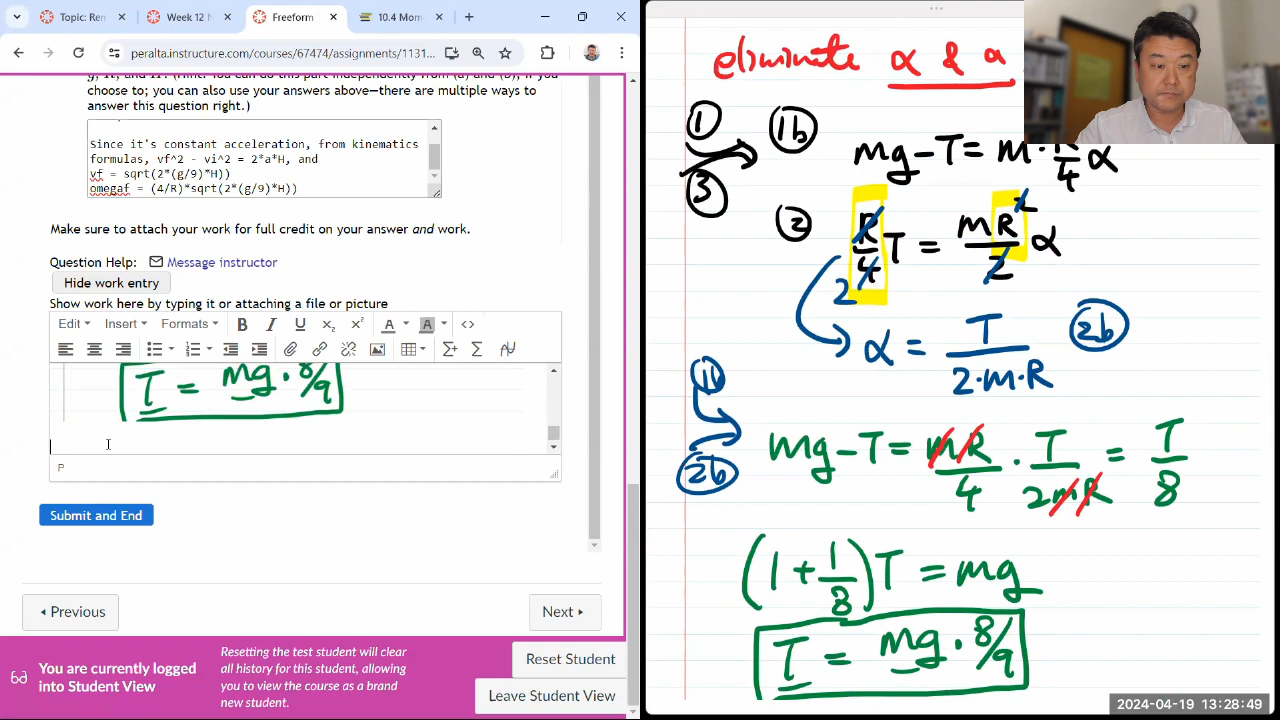 Topic: Rem
Week 12 M
Freeform
10.4 Mom
peralta.instructure.com/courses/67474/assignments/1131
choose to; you can also use your answers above—there are multiple ways to
answer this question right.)
Since it's constant acceleration, from kinematics
formulas, vf^2 - vi^2 = 2*a*H, and
vf = sqrt(2*(g/9)*H))
omegaf = (4/R)*sqrt(2*(g/9)*H))
Make sure to attach your work for full credit on your answer and work.
Question Help: Message instructor
Hide work entry
Show work here by typing it or attaching a file or picture
Edit Insert Formats B I U x₂ x² A A <>
T = mg · 8/9
P
Submit and End
Previous
Next
You are currently logged
into Student View
Resetting the test student will clear
all history for this student, allowing
you to view the course as a brand
new student.
Reset Student
Leave Student View
eliminate α & a
① ③ 1b mg-T = m · R/4 α
② R/4 T = mR²/2 α
2
α = T/2·m·R 2b
1b 2b mg-T = mR/4 · T/2mR = T/8
(1 + 1/8)T = mg
T = mg · 8/9
2024-04-19 13:28:49